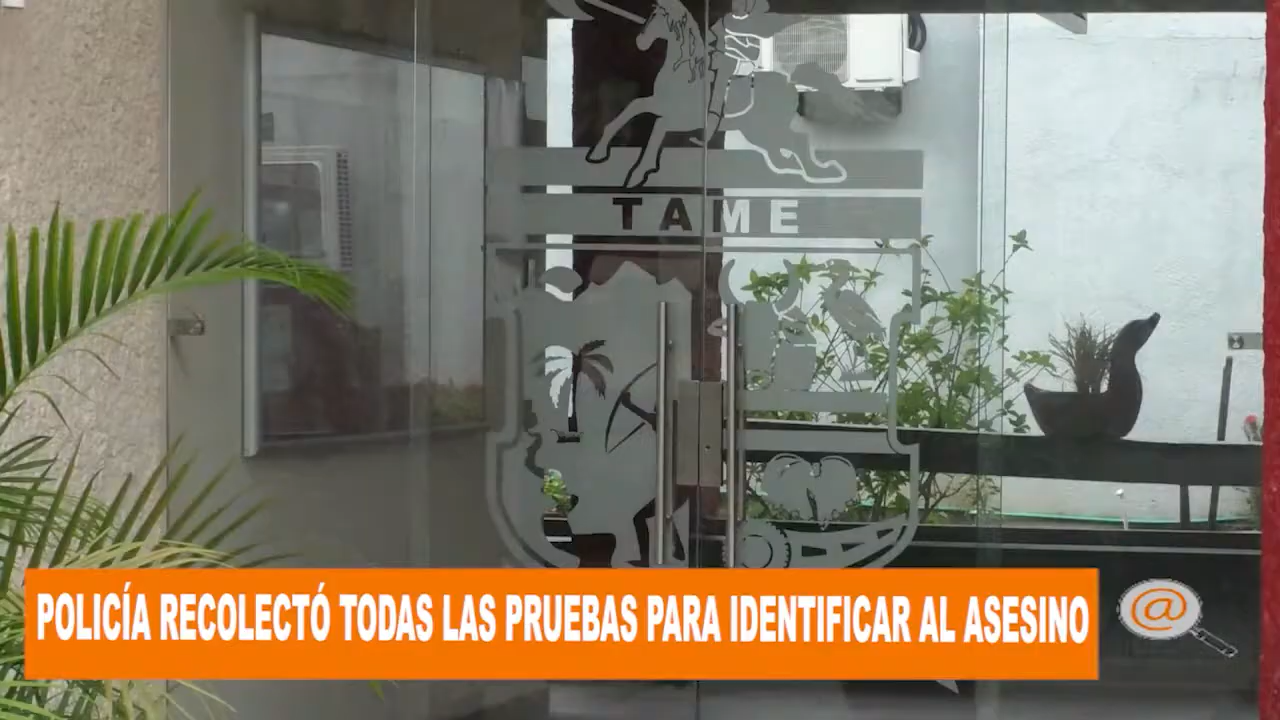 TAME
POLICÍA RECOLECTÓ TODAS LAS PRUEBAS PARA IDENTIFICAR AL ASESINO
@